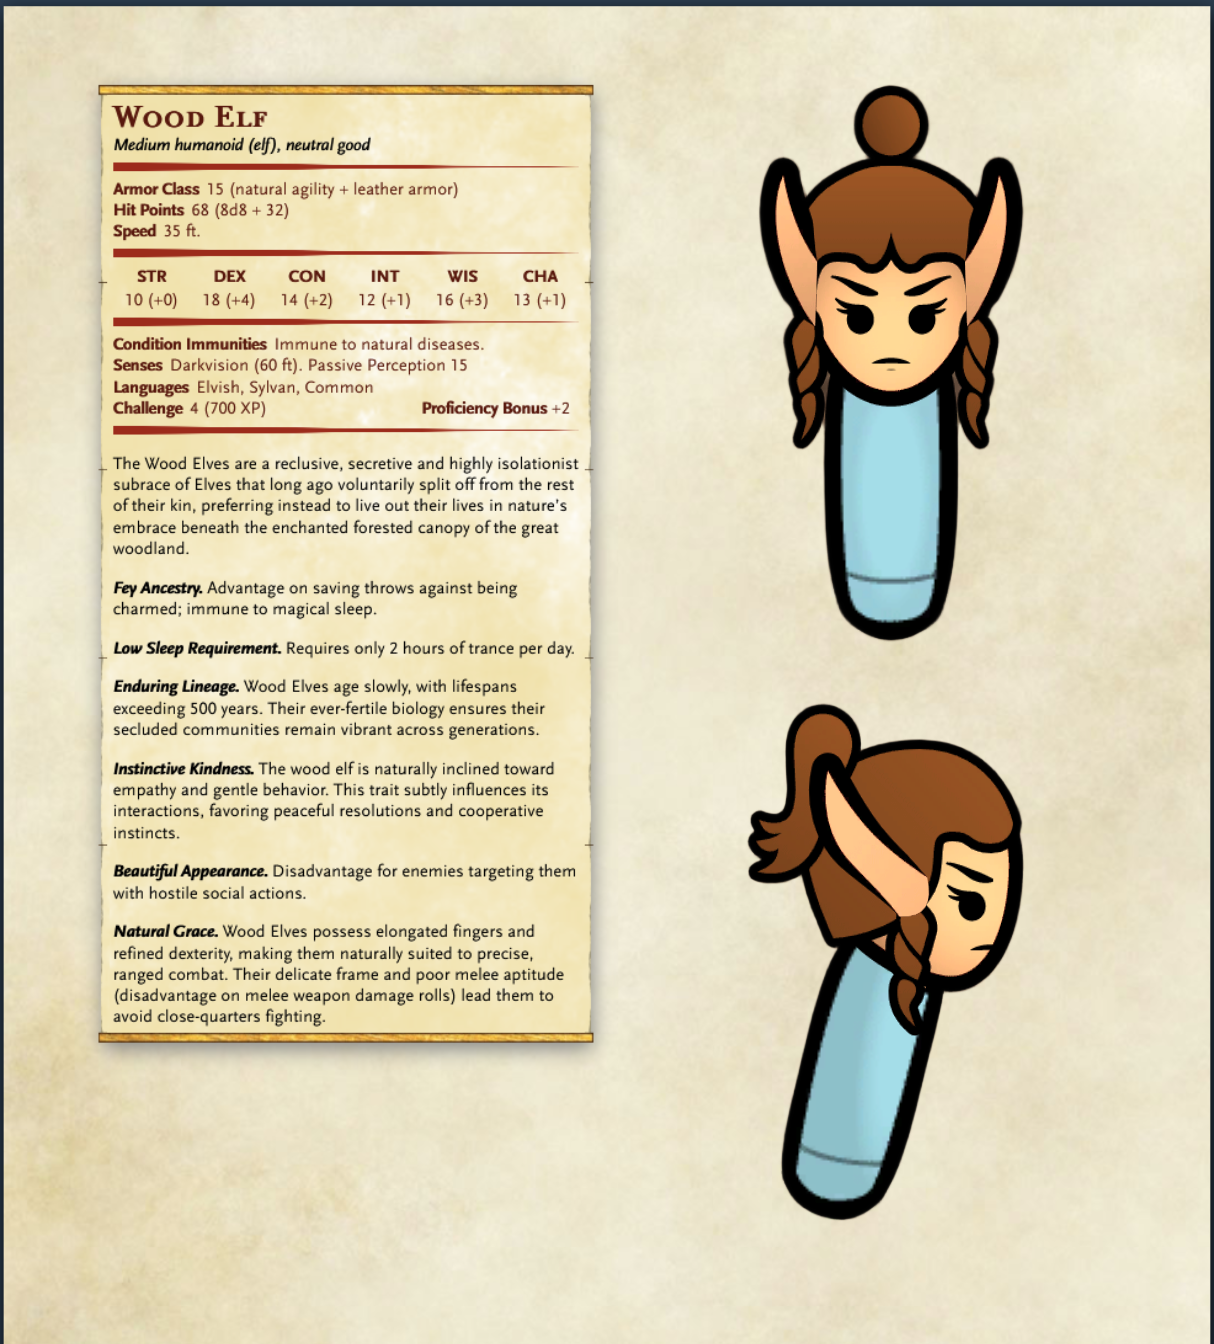 Wood Elf
Medium humanoid (elf), neutral good
Armor Class 15 (natural agility + leather armor)
Hit Points 68 (8d8 + 32)
Speed 35 ft.
STR DEX CON INT WIS CHA
10 (+0) 18 (+4) 14 (+2) 12 (+1) 16 (+3) 13 (+1)
Condition Immunities Immune to natural diseases.
Senses Darkvision (60 ft). Passive Perception 15
Languages Elvish, Sylvan, Common
Challenge 4 (700 XP) Proficiency Bonus +2
The Wood Elves are a reclusive, secretive and highly isolationist
subrace of Elves that long ago voluntarily split off from the rest
of their kin, preferring instead to live out their lives in nature's
embrace beneath the enchanted forested canopy of the great
woodland.
Fey Ancestry. Advantage on saving throws against being
charmed; immune to magical sleep.
Low Sleep Requirement. Requires only 2 hours of trance per day.
Enduring Lineage. Wood Elves age slowly, with lifespans
exceeding 500 years. Their ever-fertile biology ensures their
secluded communities remain vibrant across generations.
Instinctive Kindness. The wood elf is naturally inclined toward
empathy and gentle behavior. This trait subtly influences its
interactions, favoring peaceful resolutions and cooperative
instincts.
Beautiful Appearance. Disadvantage for enemies targeting them
with hostile social actions.
Natural Grace. Wood Elves possess elongated fingers and
refined dexterity, making them naturally suited to precise,
ranged combat. Their delicate frame and poor melee aptitude
(disadvantage on melee weapon damage rolls) lead them to
avoid close-quarters fighting.